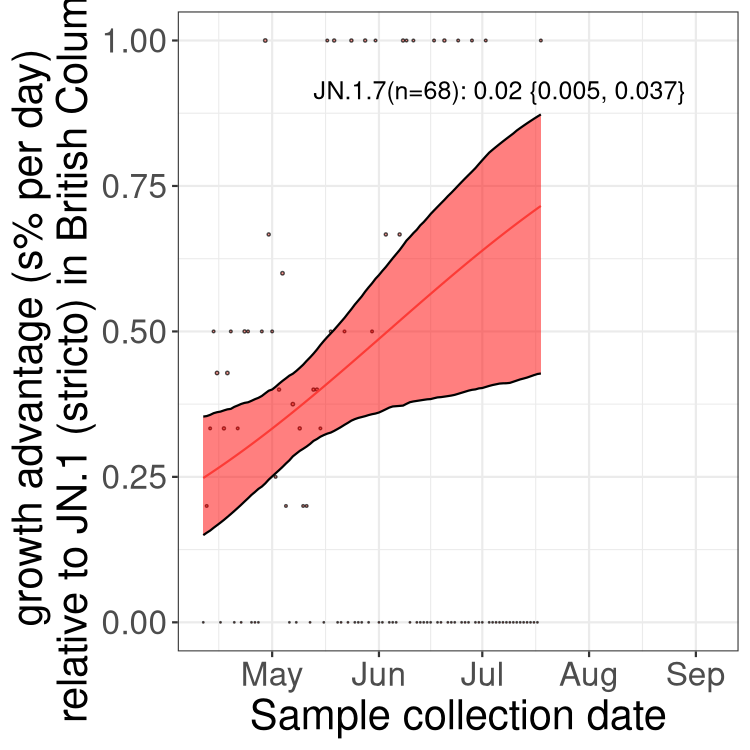 growth advantage (s% per day)
relative to JN.1 (stricto) in British Colum
1.00
0.75
0.50
0.25
0.00
JN.1.7(n=68): 0.02 {0.005, 0.037}
May Jun Jul Aug Sep
Sample collection date